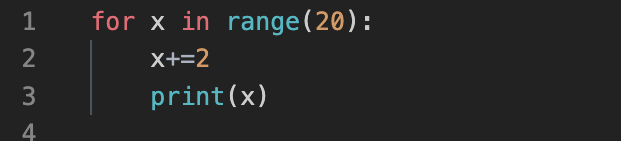 1 for x in range(20):
2     x+=2
3     print(x)
4